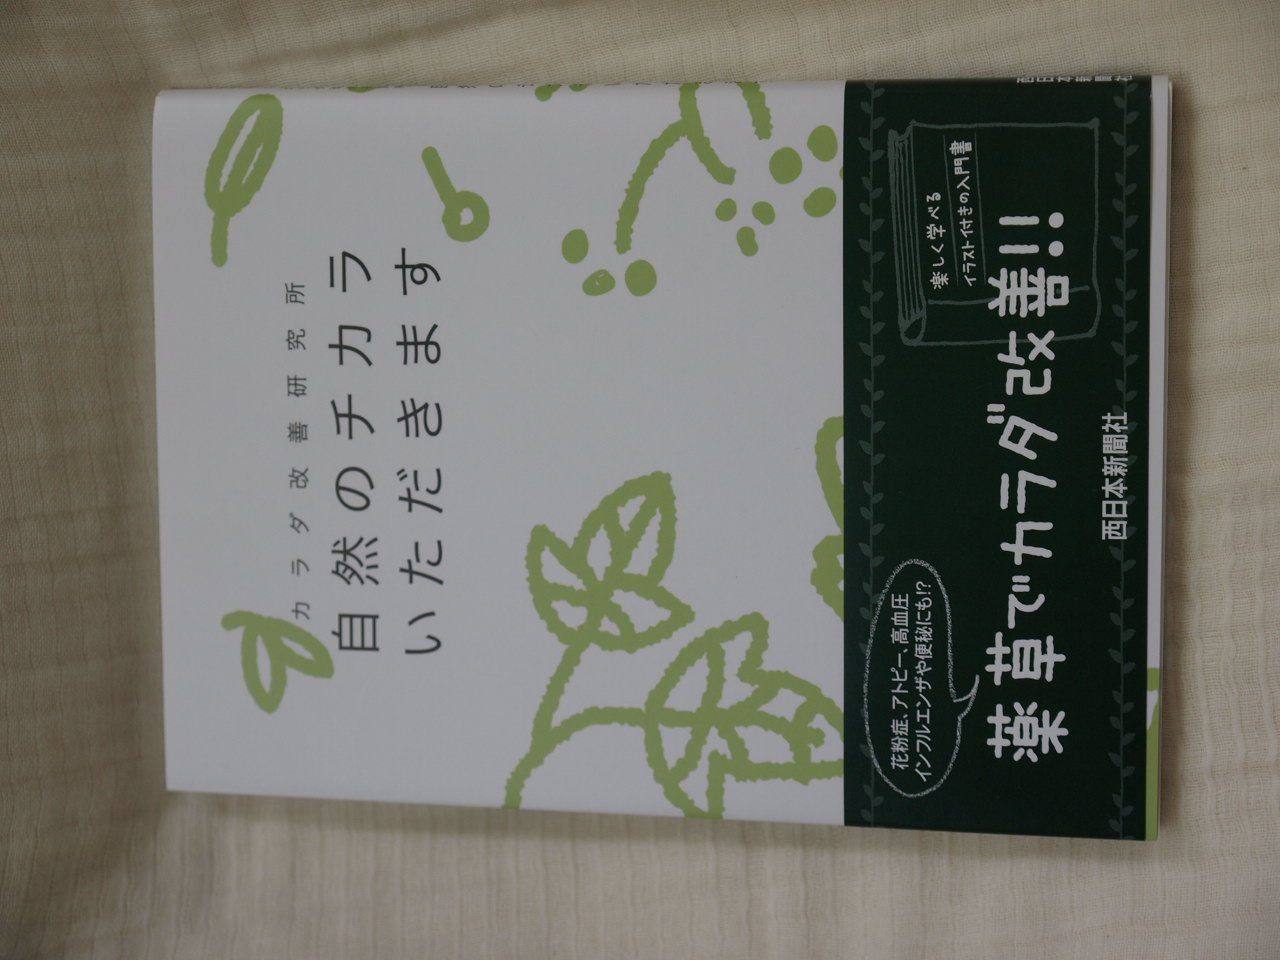 カラダ改善研究所
自然のチカラ
いただきます
楽しく学べる
イラスト付きの入門書
花粉症、アトピー、高血圧
インフルエンザや便秘にも!?
薬草でカラダ改善!!
西日本新聞社